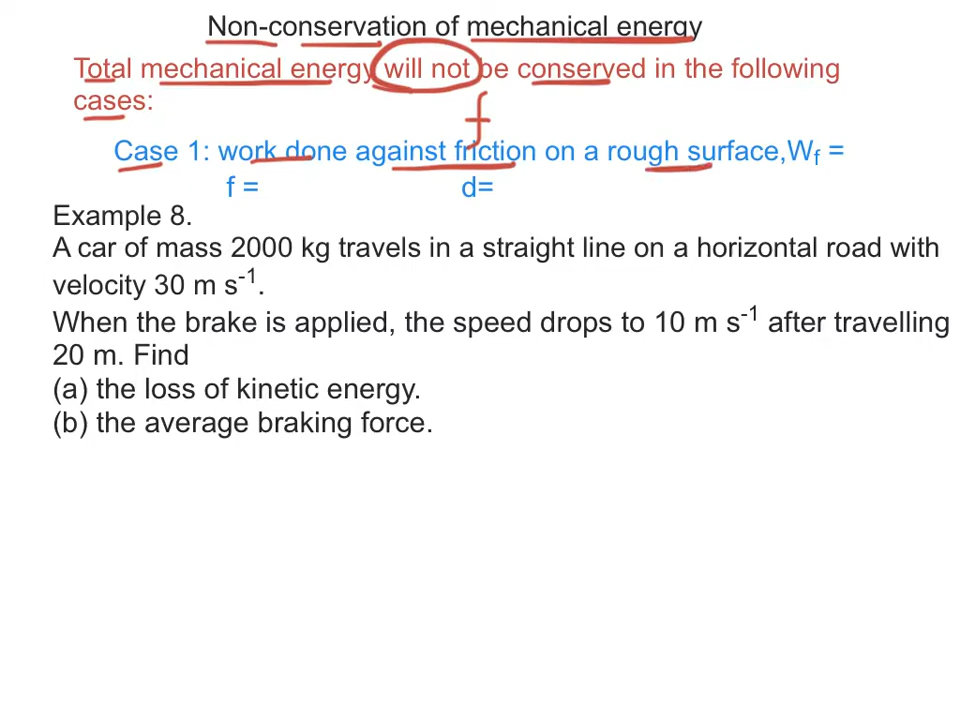 Non-conservation of mechanical energy
Total mechanical energy will not be conserved in the following
cases:
f
Case 1: work done against friction on a rough surface,Wf =
f = d=
Example 8.
A car of mass 2000 kg travels in a straight line on a horizontal road with
velocity 30 m s-1.
When the brake is applied, the speed drops to 10 m s-1 after travelling
20 m. Find
(a) the loss of kinetic energy.
(b) the average braking force.